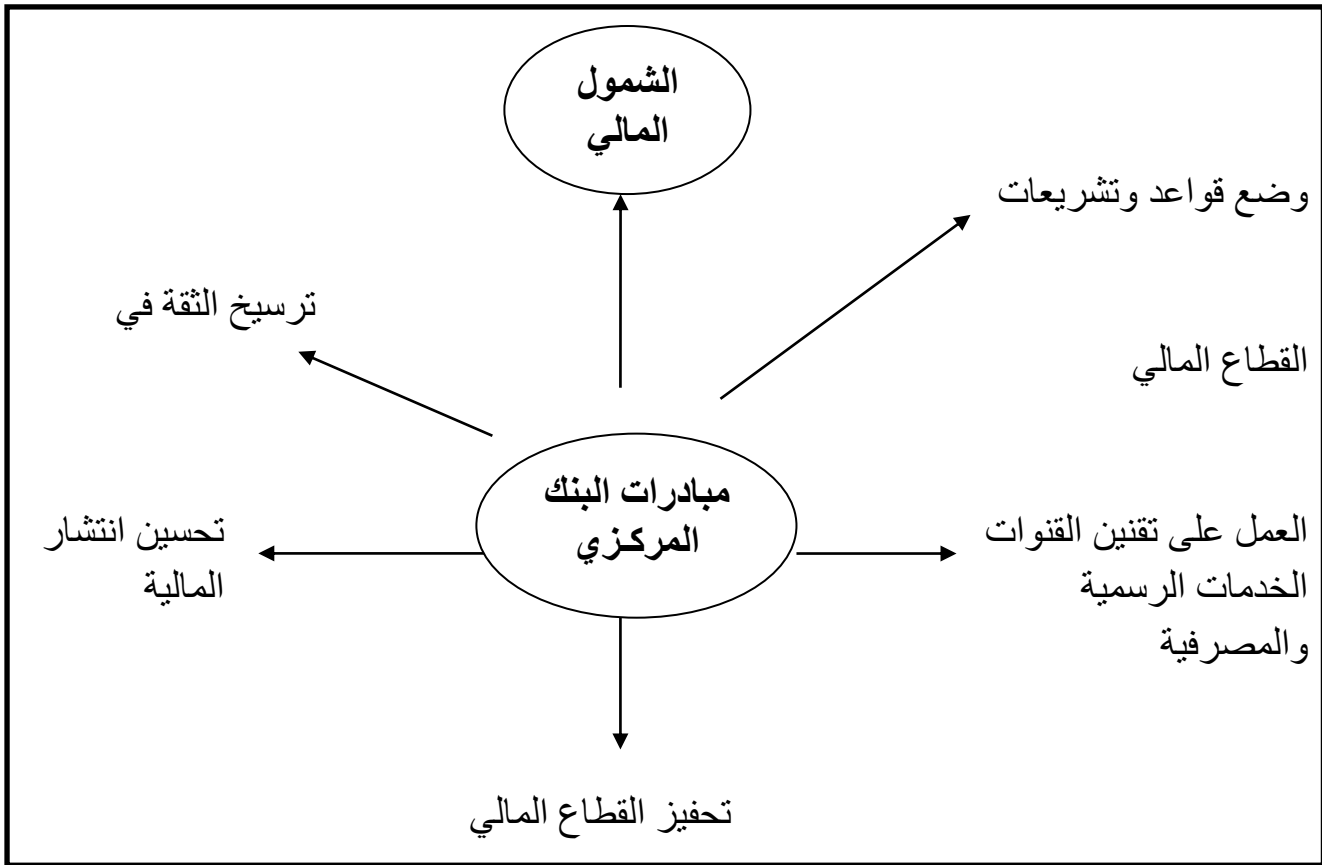 الشمول
المالي
وضع قواعد وتشريعات
ترسيخ الثقة في
القطاع المالي
مبادرات البنك
المركزي
العمل على تقنين القنوات
الخدمات الرسمية
والمصرفية
تحسين انتشار
المالية
تحفيز القطاع المالي